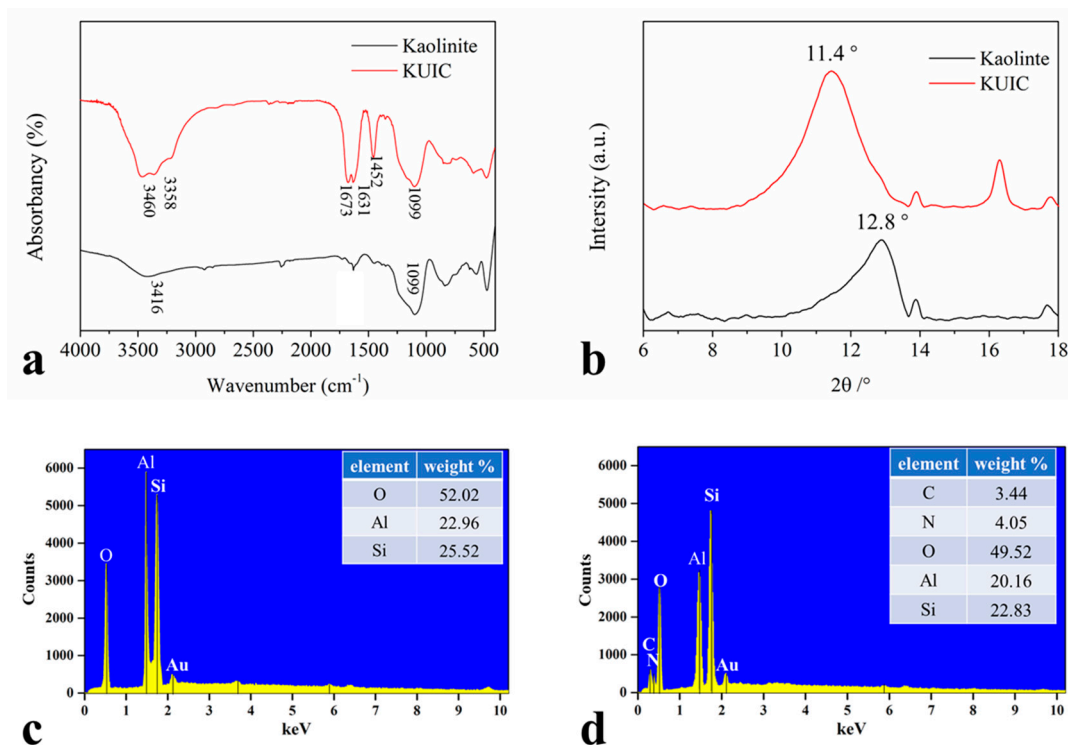 Kaolinite
KUIC
Absorbancy (%)
3460
3358
1673
1631
1452
1099
3416
1099
4000 3500 3000 2500 2000 1500 1000 500
Wavenumber (cm-1)
a
Kaolinte
KUIC
11.4 °
12.8 °
Intersity (a.u.)
6 8 10 12 14 16 18
2θ /°
b
6000
5000
4000
3000
2000
1000
0
Counts
O
Al
Si
Au
element weight %
O 52.02
Al 22.96
Si 25.52
0 1 2 3 4 5 6 7 8 9 10
keV
c
6000
5000
4000
3000
2000
1000
0
Counts
C
N
O
Al
Si
Au
element weight %
C 3.44
N 4.05
O 49.52
Al 20.16
Si 22.83
0 1 2 3 4 5 6 7 8 9 10
keV
d